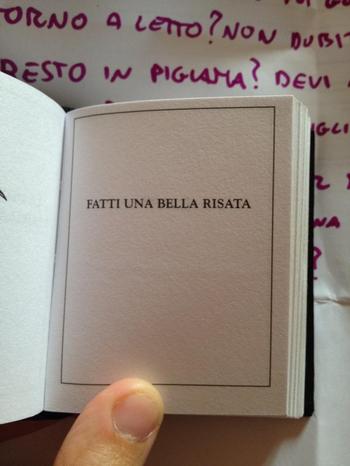 ORNO A LETTO? NON DUBIT
RESTO IN PIGIAMA? DEVI
FATTI UNA BELLA RISATA